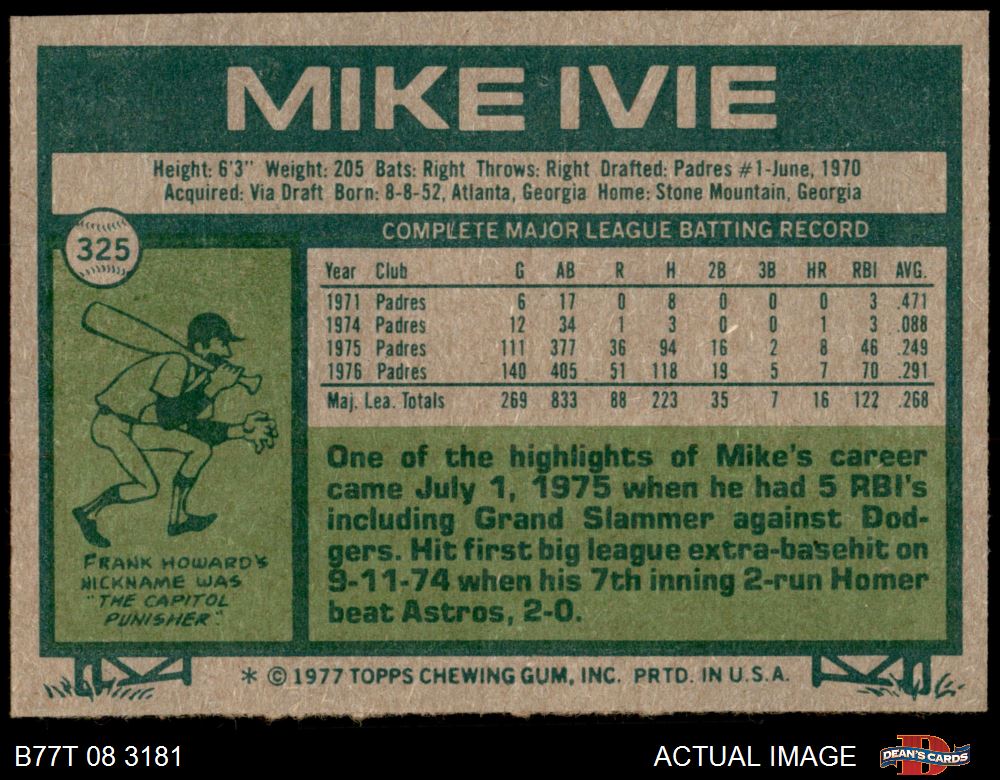 MIKE IVIE
Height: 6'3" Weight: 205 Bats: Right Throws: Right Drafted: Padres #1-June, 1970
Acquired: Via Draft Born: 8-8-52, Atlanta, Georgia Home: Stone Mountain, Georgia
325
COMPLETE MAJOR LEAGUE BATTING RECORD
Year Club G AB R H 2B 3B HR RBI AVG.
1971 Padres 6 17 0 8 0 0 0 3 .471
1974 Padres 12 34 1 3 0 0 1 3 .088
1975 Padres 111 377 36 94 16 2 8 46 .249
1976 Padres 140 405 51 118 19 5 7 70 .291
Maj. Lea. Totals 269 833 88 223 35 7 16 122 .268
One of the highlights of Mike's career
came July 1, 1975 when he had 5 RBI's
including Grand Slammer against Dod-
gers. Hit first big league extra-basehit on
9-11-74 when his 7th inning 2-run Homer
beat Astros, 2-0.
FRANK HOWARD'S
NICKNAME WAS
"THE CAPITOL
PUNISHER."
* © 1977 TOPPS CHEWING GUM, INC. PRTD. IN U.S.A.
B77T 08 3181
ACTUAL IMAGE
D
DEAN'S CARDS